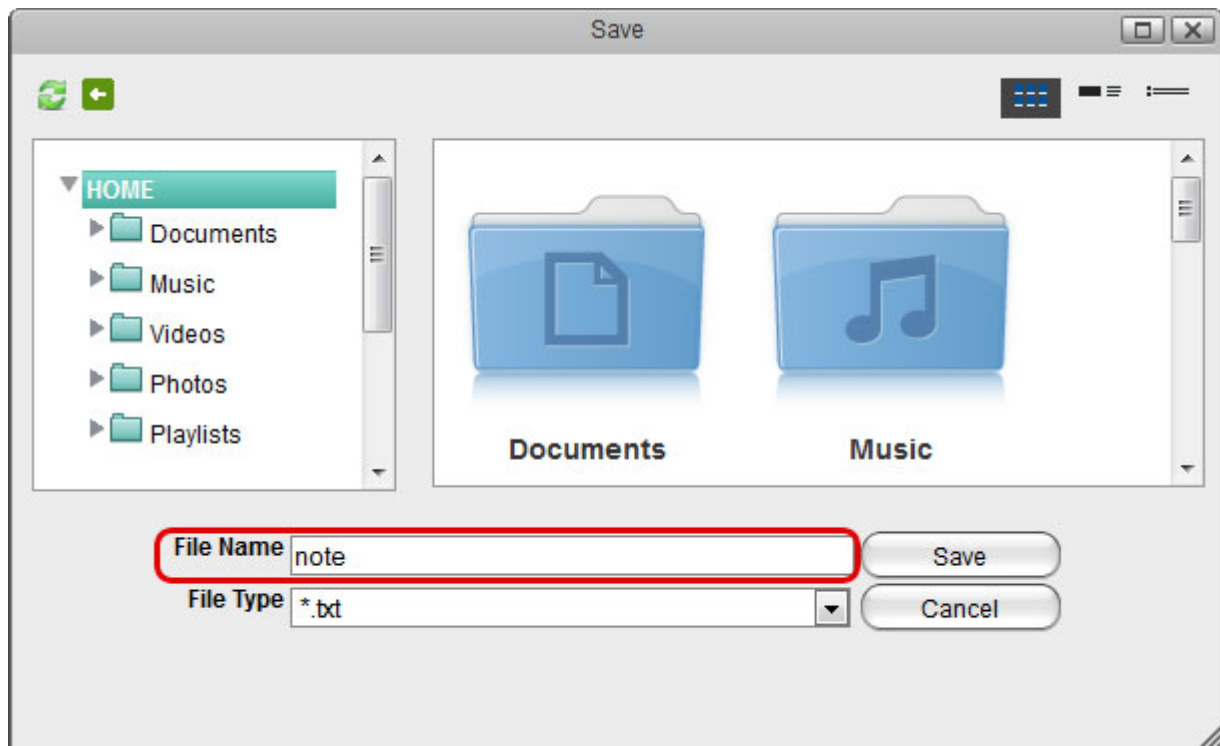 Save
HOME
Documents
Music
Videos
Photos
Playlists
Documents
Music
File Name note
Save
File Type *.txt
Cancel